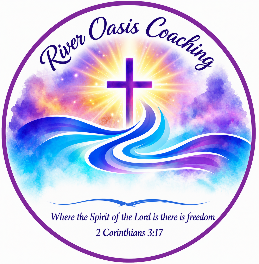 River Oasis Coaching
Where the Spirit of the Lord is there is freedom
2 Corinthians 3:17